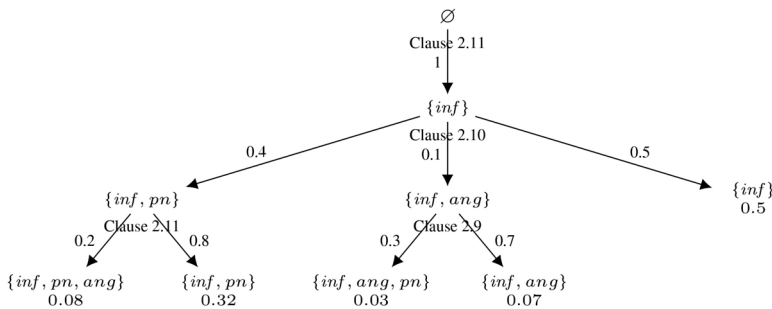 ∅
Clause 2.11
1
{inf}
Clause 2.10
0.4
0.1
0.5
{inf, pn}
{inf, ang}
{inf}
0.5
Clause 2.11
Clause 2.9
0.2
0.8
0.3
0.7
{inf, pn, ang}
{inf, pn}
{inf, ang, pn}
{inf, ang}
0.08
0.32
0.03
0.07